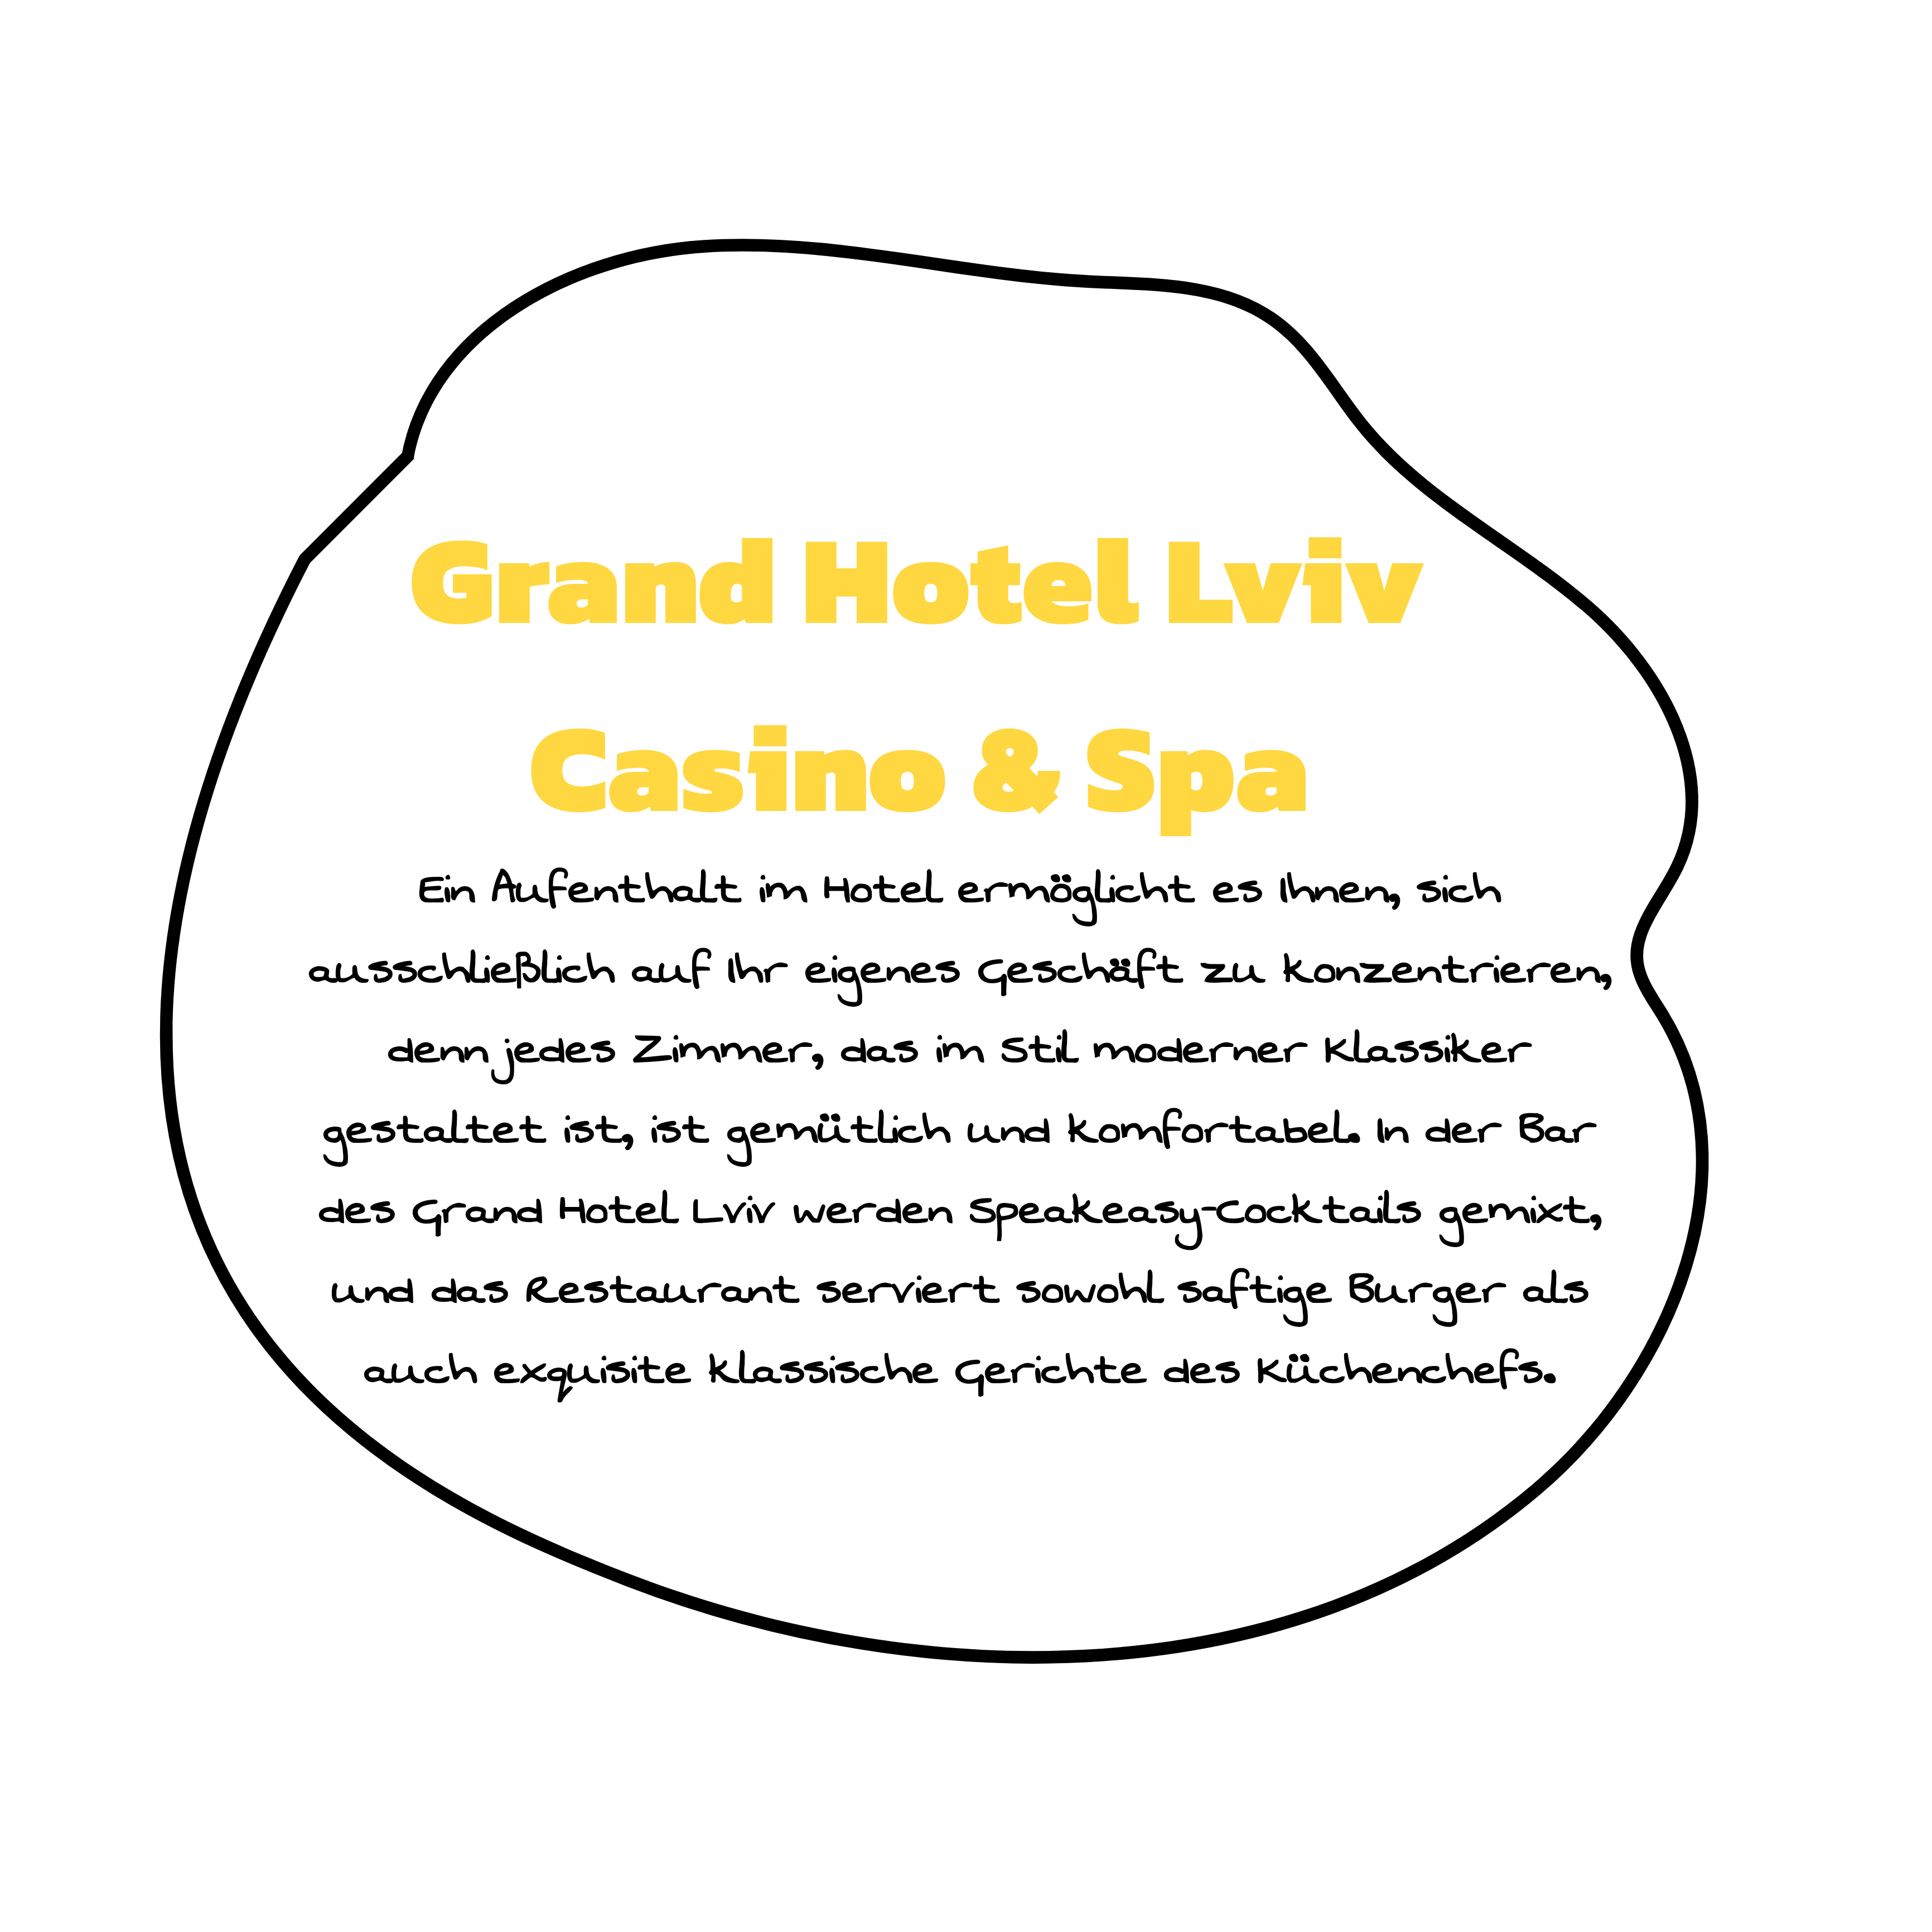 Grand Hotel Lviv
Casino & Spa
Ein Aufenthalt im Hotel ermöglicht es Ihnen, sich
ausschließlich auf Ihr eigenes Geschäft zu konzentrieren,
denn jedes Zimmer, das im Stil moderner Klassiker
gestaltet ist, ist gemütlich und komfortabel. In der Bar
des Grand Hotel Lviv werden Speakeasy-Cocktails gemixt,
und das Restaurant serviert sowohl saftige Burger als
auch exquisite klassische Gerichte des Küchenchefs.